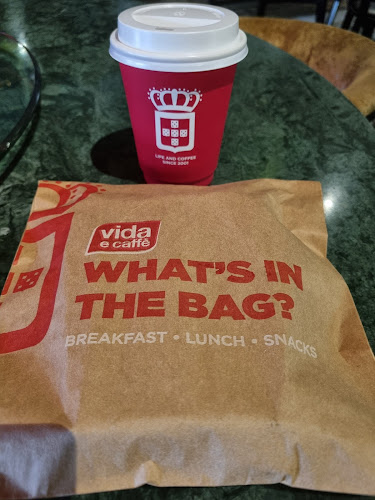 LIFE AND COFFEE
SINCE 2001
vida
e caffè
WHAT'S IN
THE BAG?
BREAKFAST • LUNCH • SNACKS